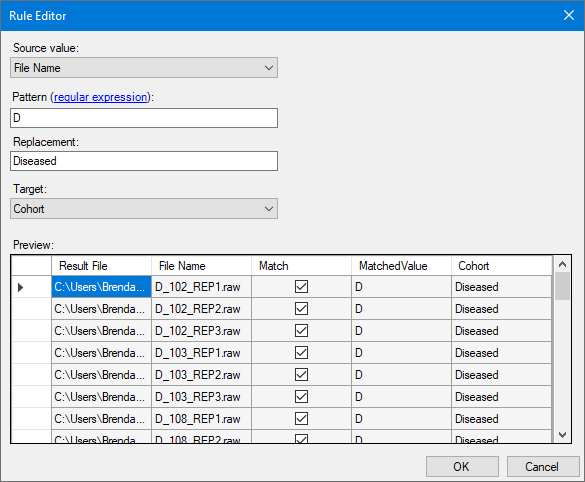 Rule Editor
Source value:
File Name
Pattern (regular expression):
D
Replacement:
Diseased
Target:
Cohort
Preview:
Result File File Name Match MatchedValue Cohort
C:\Users\Brenda... D_102_REP1.raw D Diseased
C:\Users\Brenda... D_102_REP2.raw D Diseased
C:\Users\Brenda... D_102_REP3.raw D Diseased
C:\Users\Brenda... D_103_REP1.raw D Diseased
C:\Users\Brenda... D_103_REP2.raw D Diseased
C:\Users\Brenda... D_103_REP3.raw D Diseased
C:\Users\Brenda... D_108_REP1.raw D Diseased
C:\Users\Brenda... D_108_REP2.raw D Diseased
OK Cancel